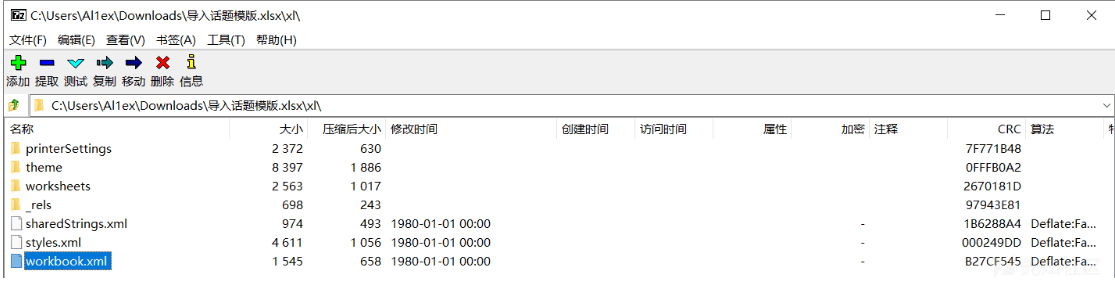 C:\Users\Al1ex\Downloads\导入话题模版.xlsx\xl\
文件(F) 编辑(E) 查看(V) 书签(A) 工具(T) 帮助(H)
添加 提取 测试 复制 移动 删除 信息
C:\Users\Al1ex\Downloads\导入话题模版.xlsx\xl\
名称 大小 压缩后大小 修改时间 创建时间 访问时间 属性 加密 注释 CRC 算法
printerSettings 2 372 630 7F771B48
theme 8 397 1 886 0FFFB0A2
worksheets 2 563 1 017 2670181D
_rels 698 243 97943E81
sharedStrings.xml 974 493 1980-01-01 00:00 - 1B6288A4 Deflate:Fa...
styles.xml 4 611 1 056 1980-01-01 00:00 - 000249DD Deflate:Fa...
workbook.xml 1 545 658 1980-01-01 00:00 - B27CF545 Deflate:Fa...